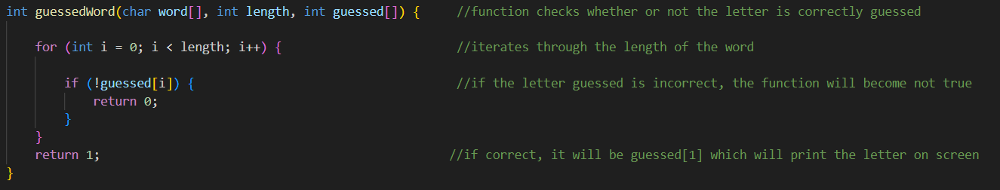 int guessedWord(char word[], int length, int guessed[]) {     //function checks whether or not the letter is correctly guessed
    for (int i = 0; i < length; i++) {                        //iterates through the length of the word
        if (!guessed[i]) {                                    //if the letter guessed is incorrect, the function will become not true
            return 0;
        }
    }
    return 1;                                                //if correct, it will be guessed[1] which will print the letter on screen
}